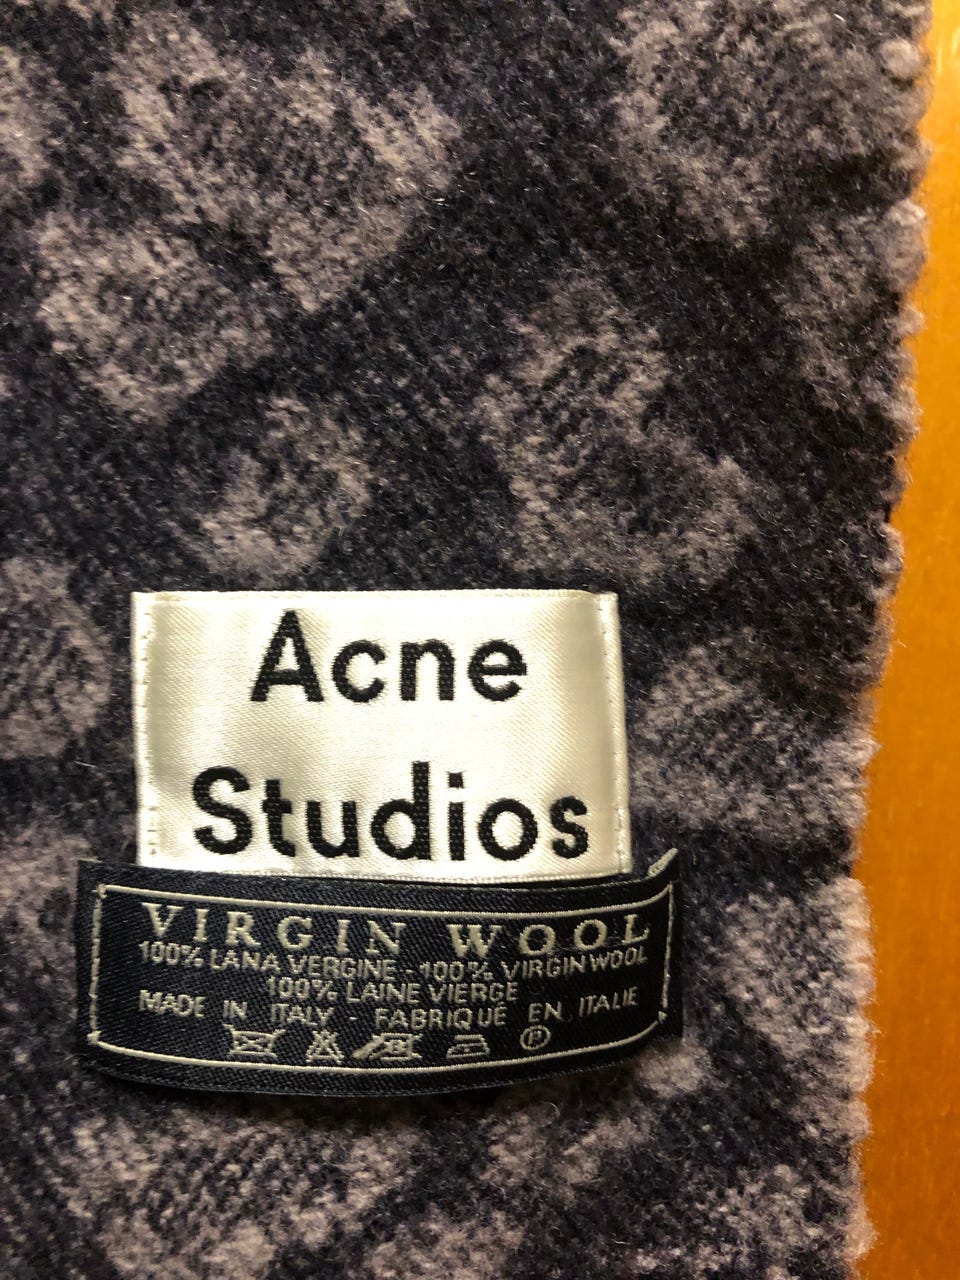 Acne
Studios
VIRGIN WOOL
100% LANA VERGINE - 100% VIRGIN WOOL
100% LAINE VIERGE
MADE IN ITALY - FABRIQUE EN ITALIE
P